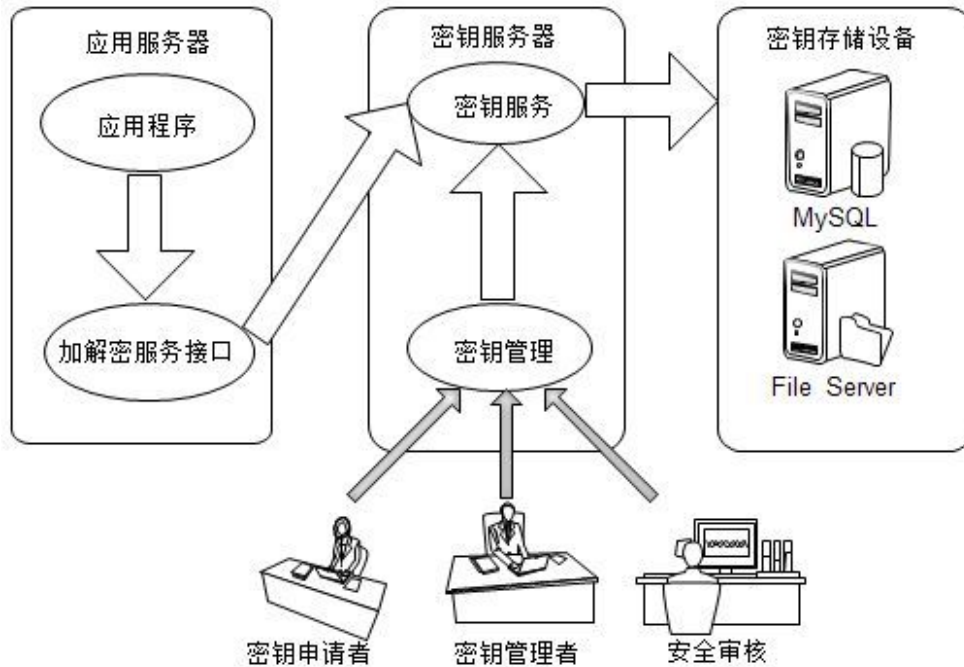 应用服务器
应用程序
加解密服务接口
密钥服务器
密钥服务
密钥管理
密钥存储设备
MySQL
File Server
密钥申请者
密钥管理者
安全审核